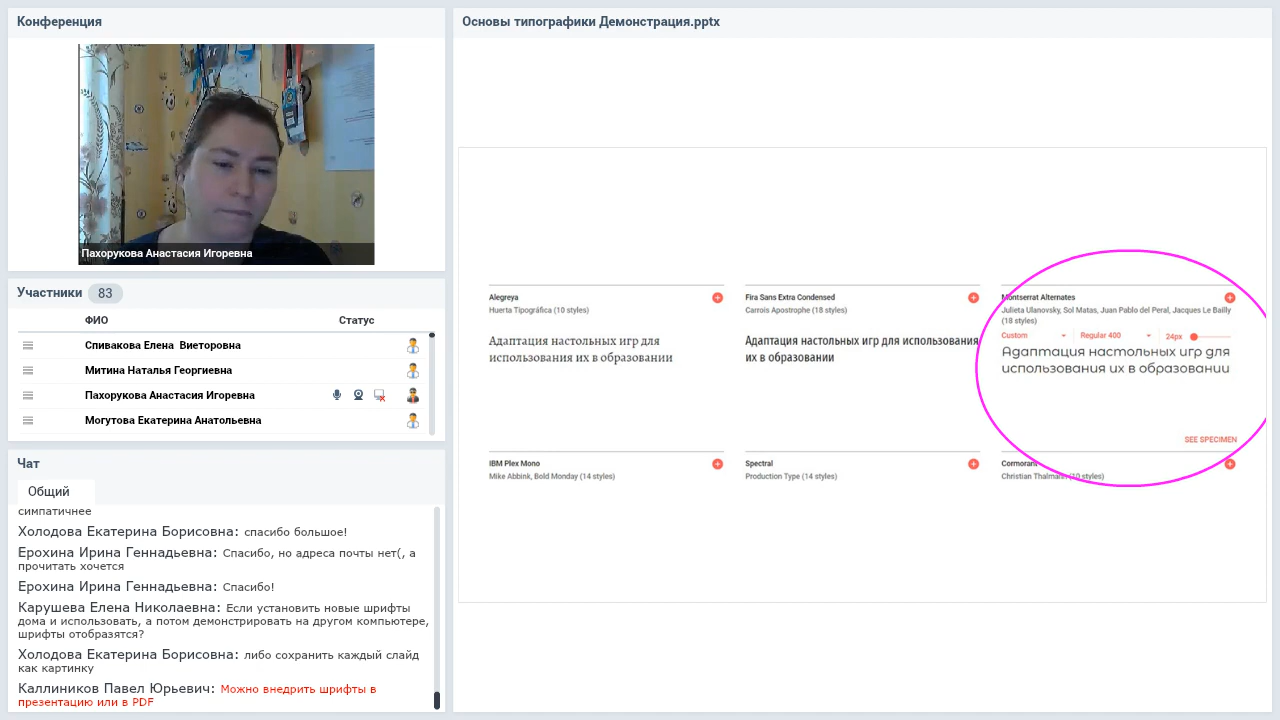 Конференция
Пахорукова Анастасия Игоревна
Участники 83
ФИО Статус
Спивакова Елена Виеторовна
Митина Наталья Георгиевна
Пахорукова Анастасия Игоревна
Могутова Екатерина Анатольевна
Чат
Общий
симпатичнее
Холодова Екатерина Борисовна: спасибо большое!
Ерохина Ирина Геннадьевна: Спасибо, но адреса почты нет(, а
прочитать хочется
Ерохина Ирина Геннадьевна: Спасибо!
Карушева Елена Николаевна: Если установить новые шрифты
дома и использовать, а потом демонстрировать на другом компьютере,
шрифты отобразятся?
Холодова Екатерина Борисовна: либо сохранить каждый слайд
как картинку
Каллиников Павел Юрьевич: Можно внедрить шрифты в
презентацию или в PDF
Основы типографики Демонстрация.pptx
Alegreya
Huerta Tipográfica (10 styles)
Адаптация настольных игр для
использования их в образовании
Fira Sans Extra Condensed
Carrois Apostrophe (18 styles)
Адаптация настольных игр для использования
их в образовании
Montserrat Alternates
Julieta Ulanovsky, Sol Matas, Juan Pablo del Peral, Jacques Le Bailly
(18 styles)
Custom Regular 400 24px
Адаптация настольных игр для
использования их в образовании
SEE SPECIMEN
IBM Plex Mono
Mike Abbink, Bold Monday (14 styles)
Spectral
Production Type (14 styles)
Cormorant
Christian Thalmann (10 styles)